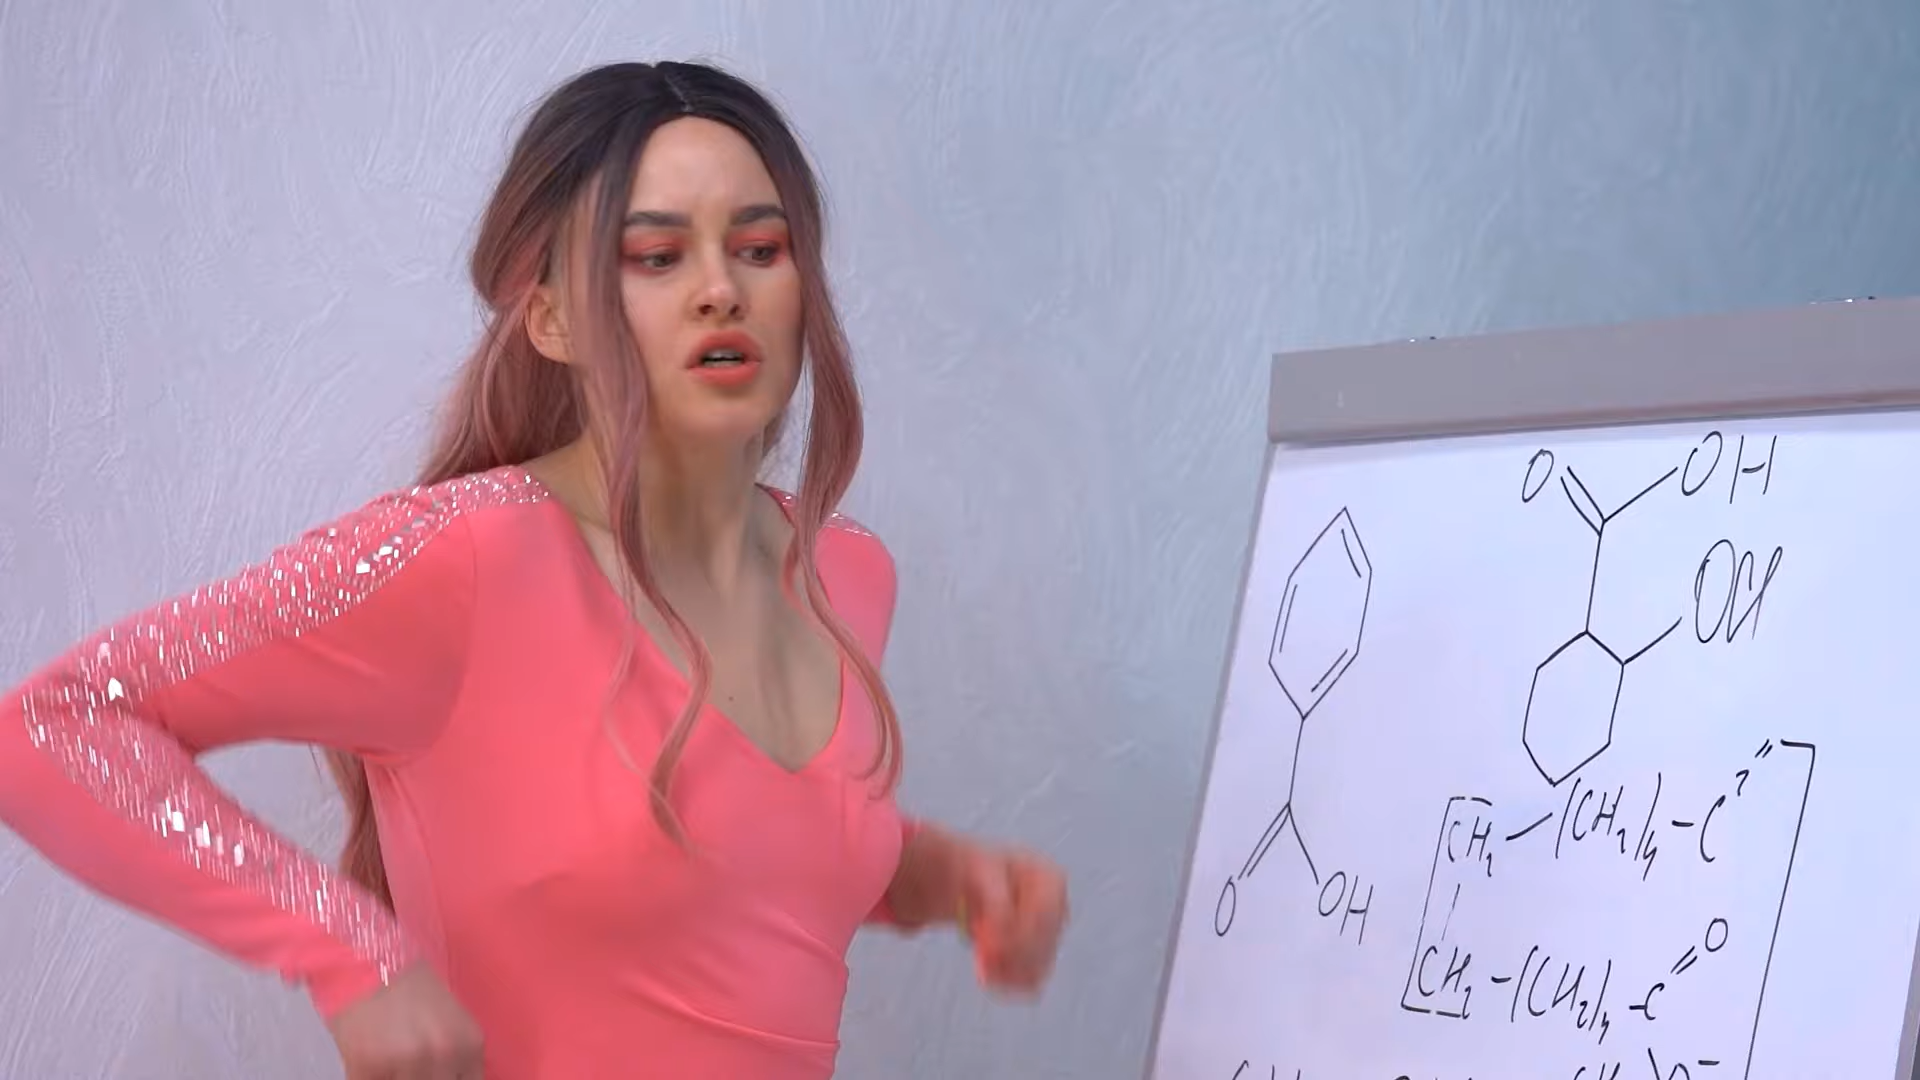 O OH
OH
O OH
CH₂-(CH₂)₄-C
CH₂-(CH₂)₄-C O